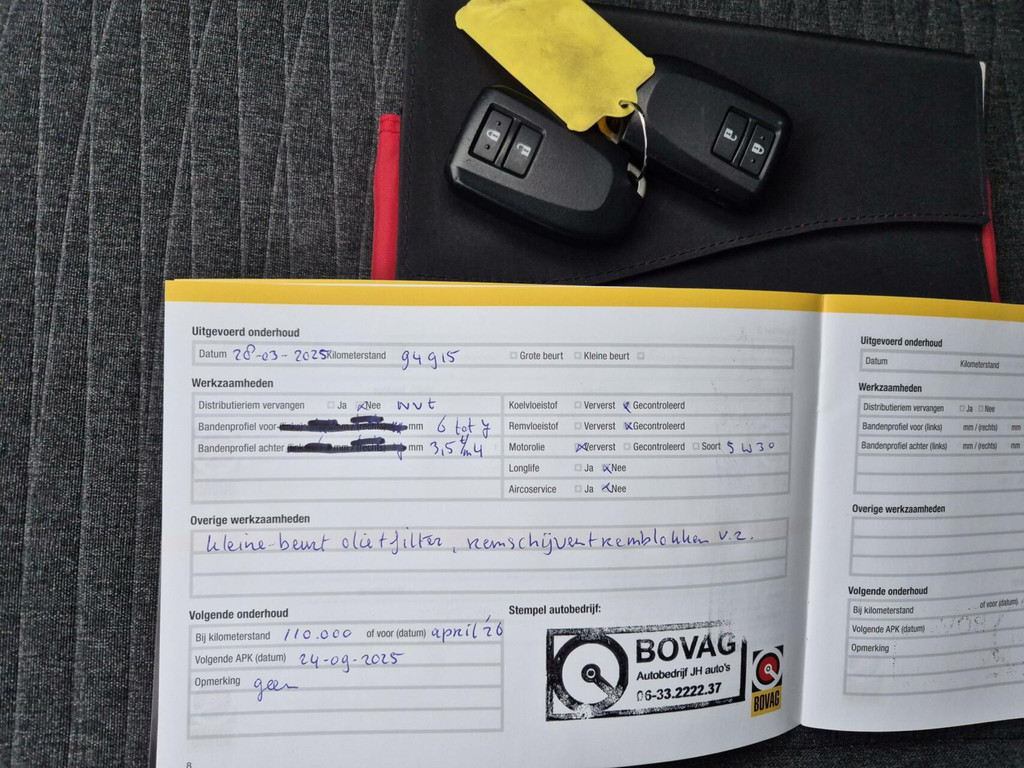 Uitgevoerd onderhoud
Datum 28-03-2025 Kilometerstand 94915 Grote beurt Kleine beurt
Werkzaamheden
Distributieriem vervangen Ja Nee nvt
Bandenprofiel voor mm 6 tot 7
Bandenprofiel achter mm 3,5 / 4
Koelvloeistof Ververst Gecontroleerd
Remvloeistof Ververst Gecontroleerd
Motorolie Ververst Gecontroleerd Soort 5W30
Longlife Ja Nee
Aircoservice Ja Nee
Overige werkzaamheden
kleine-beurt olie+filter, remschijven+remblokken v.z.
Volgende onderhoud
Bij kilometerstand 110.000 of voor (datum) april '26
Volgende APK (datum) 24-09-2025
Opmerking geen
Stempel autobedrijf:
BOVAG
Autobedrijf JH auto's
06-33.2222.37
BOVAG
8
Uitgevoerd onderhoud
Datum Kilometerstand
Werkzaamheden
Distributieriem vervangen Ja Nee
Bandenprofiel voor (links) mm / (rechts) mm
Bandenprofiel achter (links) mm / (rechts) mm
Overige werkzaamheden
Volgende onderhoud
Bij kilometerstand of voor (datum)
Volgende APK (datum)
Opmerking